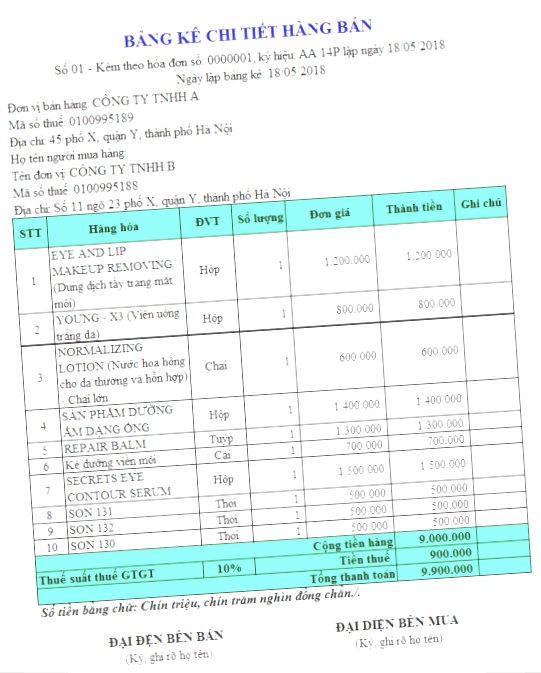 BẢNG KÊ CHI TIẾT HÀNG BÁN
Số 01 - Kèm theo hóa đơn số: 0000001, ký hiệu: AA 14P lập ngày 18/05/2018
Ngày lập bảng kê: 18/05/2018
Đơn vị bán hàng: CÔNG TY TNHH A
Mã số thuế: 0100995189
Địa chỉ: 45 phố X, quận Y, thành phố Hà Nội
Họ tên người mua hàng:
Tên đơn vị: CÔNG TY TNHH B
Mã số thuế: 0100995188
Địa chỉ: Số 11 ngõ 23 phố X, quận Y, thành phố Hà Nội
STT Hàng hóa ĐVT Số lượng Đơn giá Thành tiền Ghi chú
1 EYE AND LIP MAKEUP REMOVING (Dung dịch tẩy trang mắt môi) Hộp 1 1.200.000 1.200.000
2 YOUNG - X3 (Viên uống trắng da) Hộp 1 800.000 800.000
3 NORMALIZING LOTION (Nước hoa hồng cho da thường và hỗn hợp) - Chai lớn Chai 1 600.000 600.000
4 SẢN PHẨM DƯỠNG ẨM DẠNG ỐNG Hộp 1 1.400.000 1.400.000
5 REPAIR BALM Tuýp 1 1.300.000 1.300.000
6 Kẻ dưỡng viền môi Cái 1 700.000 700.000
7 SECRETS EYE CONTOUR SERUM Hộp 1 1.500.000 1.500.000
8 SON 131 Thỏi 1 500.000 500.000
9 SON 132 Thỏi 1 500.000 500.000
10 SON 130 Thỏi 1 500.000 500.000
Cộng tiền hàng 9.000.000
Thuế suất thuế GTGT 10% Tiền thuế 900.000
Tổng thanh toán 9.900.000
Số tiền bằng chữ: Chín triệu, chín trăm nghìn đồng chẵn./.
ĐẠI ĐỆN BÊN BÁN
(Ký, ghi rõ họ tên)
ĐẠI DIỆN BÊN MUA
(Ký, ghi rõ họ tên)